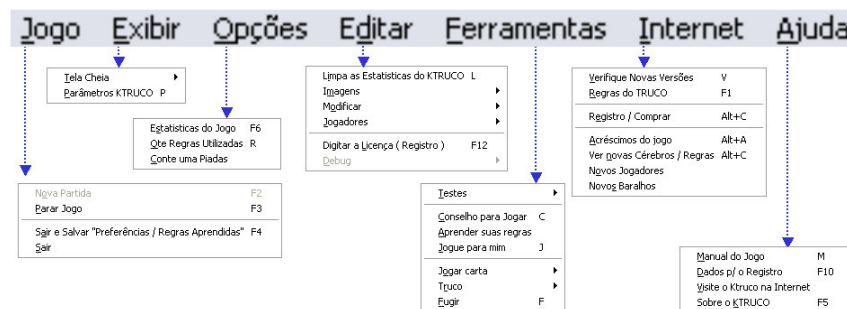 Jogo Exibir Opções Editar Ferramentas Internet Ajuda
Tela Cheia
Parâmetros KTRUCO P
Estatisticas do Jogo F6
Qte Regras Utilizadas R
Conte uma Piadas
Nova Partida F2
Parar Jogo F3
Sair e Salvar "Preferências / Regras Aprendidas" F4
Sair
Limpa as Estatisticas do KTRUCO L
Imagens
Modificar
Jogadores
Digitar a Licença ( Registro ) F12
Debug
Testes
Conselho para Jogar C
Aprender suas regras
Jogue para mim J
Jogar carta
Truco
Fugir F
Verifique Novas Versões V
Regras do TRUCO F1
Registro / Comprar Alt+C
Acréscimos do jogo Alt+A
Ver novas Cérebros / Regras Alt+C
Novos Jogadores
Novos Baralhos
Manual do Jogo M
Dados p/ o Registro F10
Visite o Ktruco na Internet
Sobre o KTRUCO F5